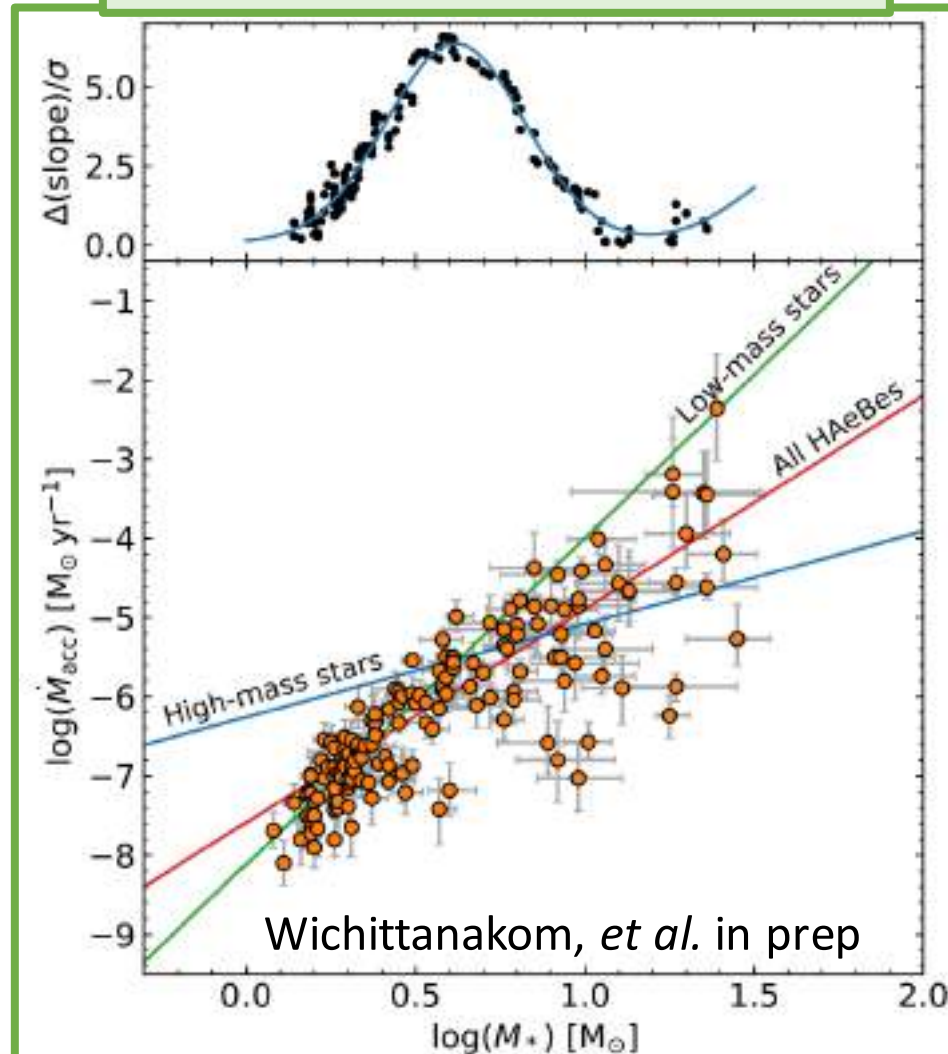 Δ(slope)/σ
5.0
2.5
0.0
log(Ṁacc) [M⊙ yr⁻¹]
−1
−2
−3
−4
−5
−6
−7
−8
−9
Low-mass stars
All HAeBes
High-mass stars
Wichittanakom, et al. in prep
0.0 0.5 1.0 1.5 2.0
log(M*) [M⊙]